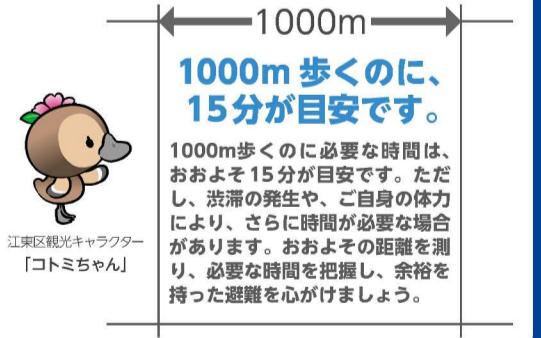 1000m
1000m 歩くのに、
15分が目安です。
1000m歩くのに必要な時間は、
おおよそ15分が目安です。ただ
し、渋滞の発生や、ご自身の体力
により、さらに時間が必要な場合
があります。おおよその距離を測
り、必要な時間を把握し、余裕を
持った避難を心がけましょう。
江東区観光キャラクター
「コトミちゃん」